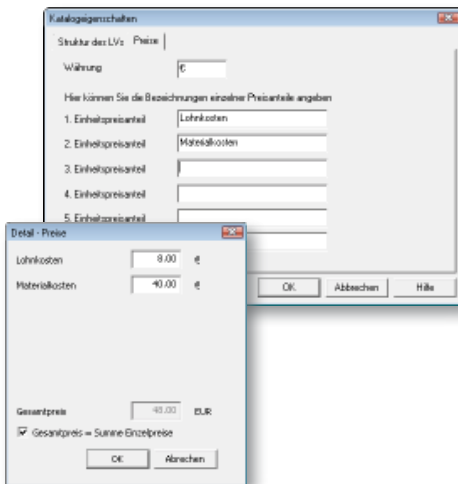 Katalogeigenschaften
Struktur des LVs Preise
Währung €
Hier können Sie die Bezeichnungen einzelner Preisanteile angeben
1. Einheitspreisanteil Lohnkosten
2. Einheitspreisanteil Materialkosten
3. Einheitspreisanteil
4. Einheitspreisanteil
5. Einheitspreisanteil
OK Abbrechen Hilfe
Detail - Preise
Lohnkosten 8.00 €
Materialkosten 40.00 €
Gesamtpreis 48.00 EUR
Gesamtpreis = Summe Einzelpreise
OK Abrechen